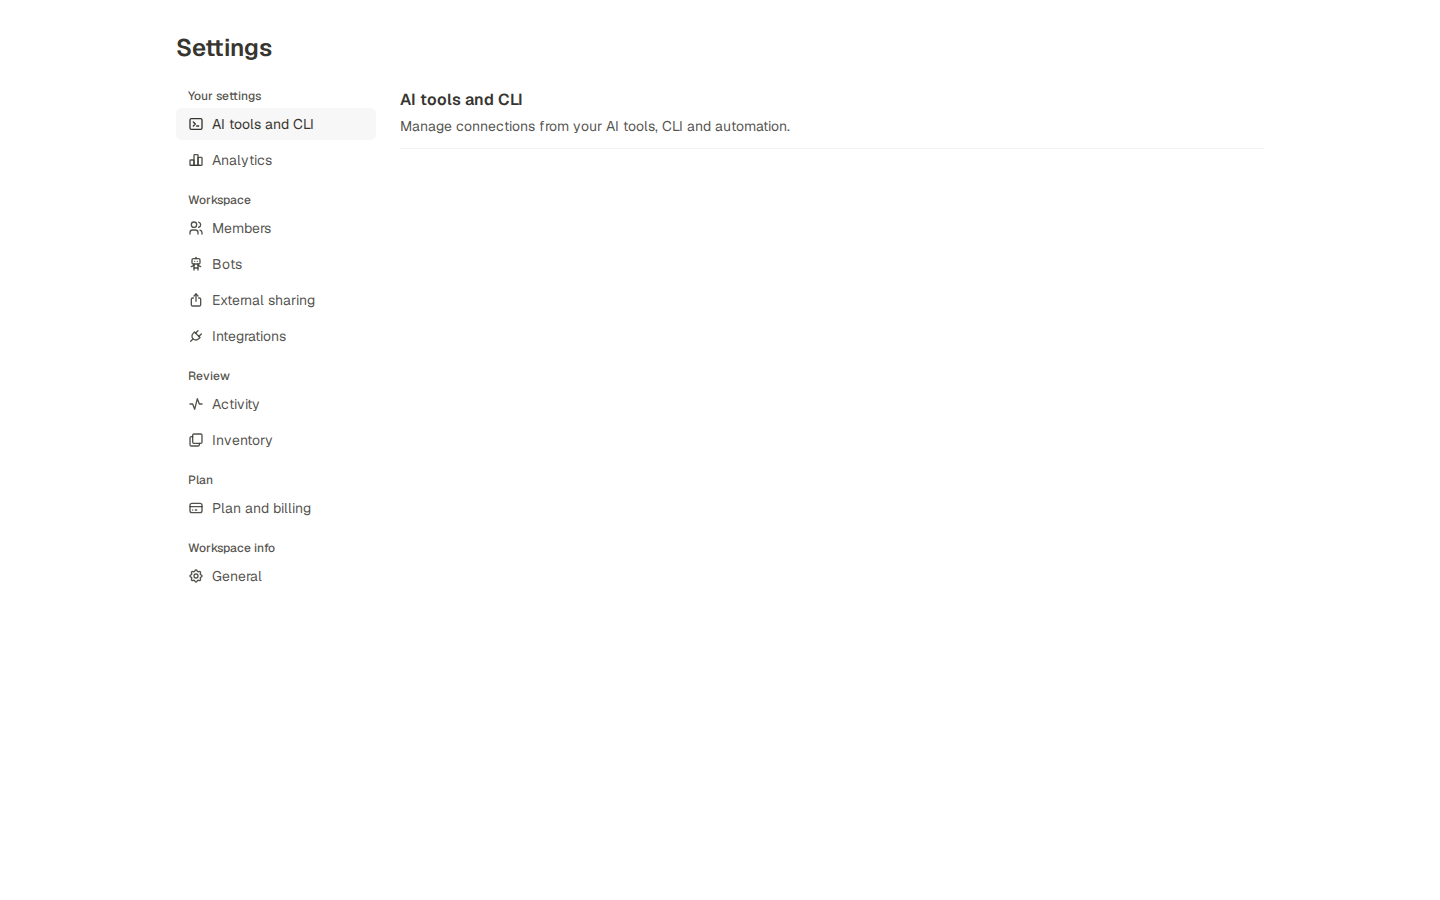 Settings
Your settings
AI tools and CLI
Analytics
Workspace
Members
Bots
External sharing
Integrations
Review
Activity
Inventory
Plan
Plan and billing
Workspace info
General
AI tools and CLI
Manage connections from your AI tools, CLI and automation.